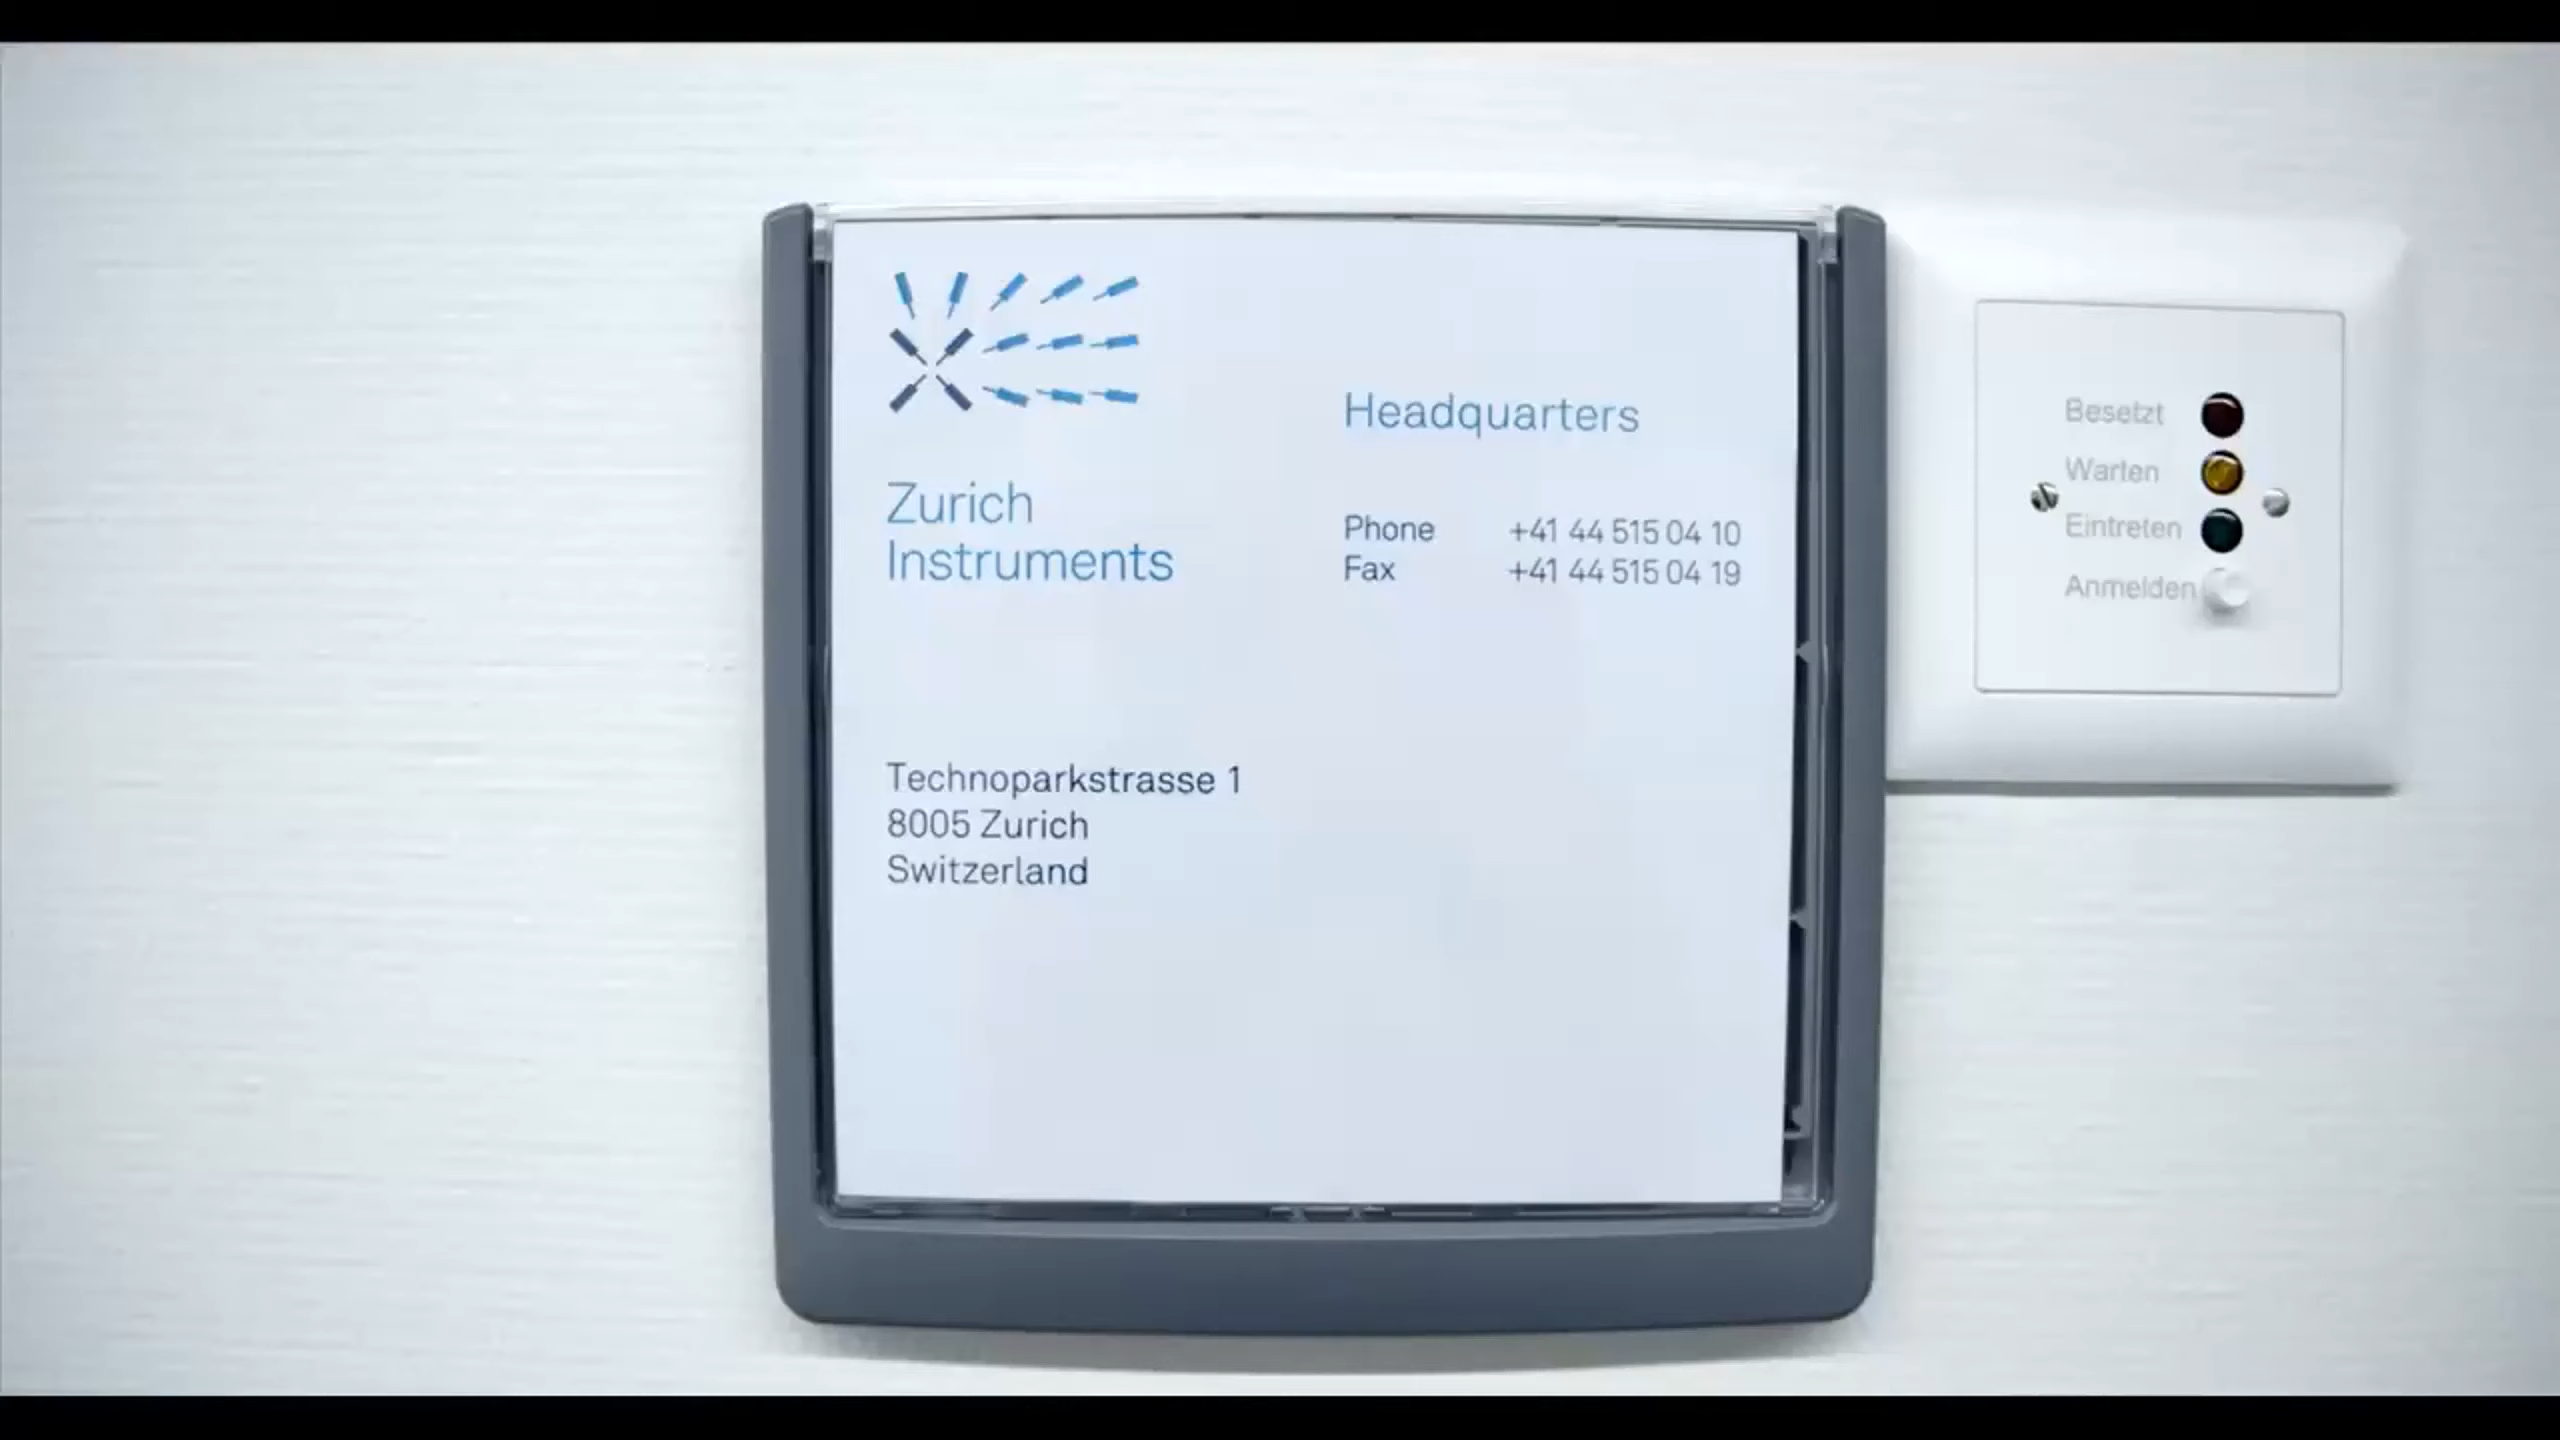 Zurich
Instruments
Headquarters
Phone +41 44 515 04 10
Fax +41 44 515 04 19
Technoparkstrasse 1
8005 Zurich
Switzerland
Besetzt
Warten
Eintreten
Anmelden